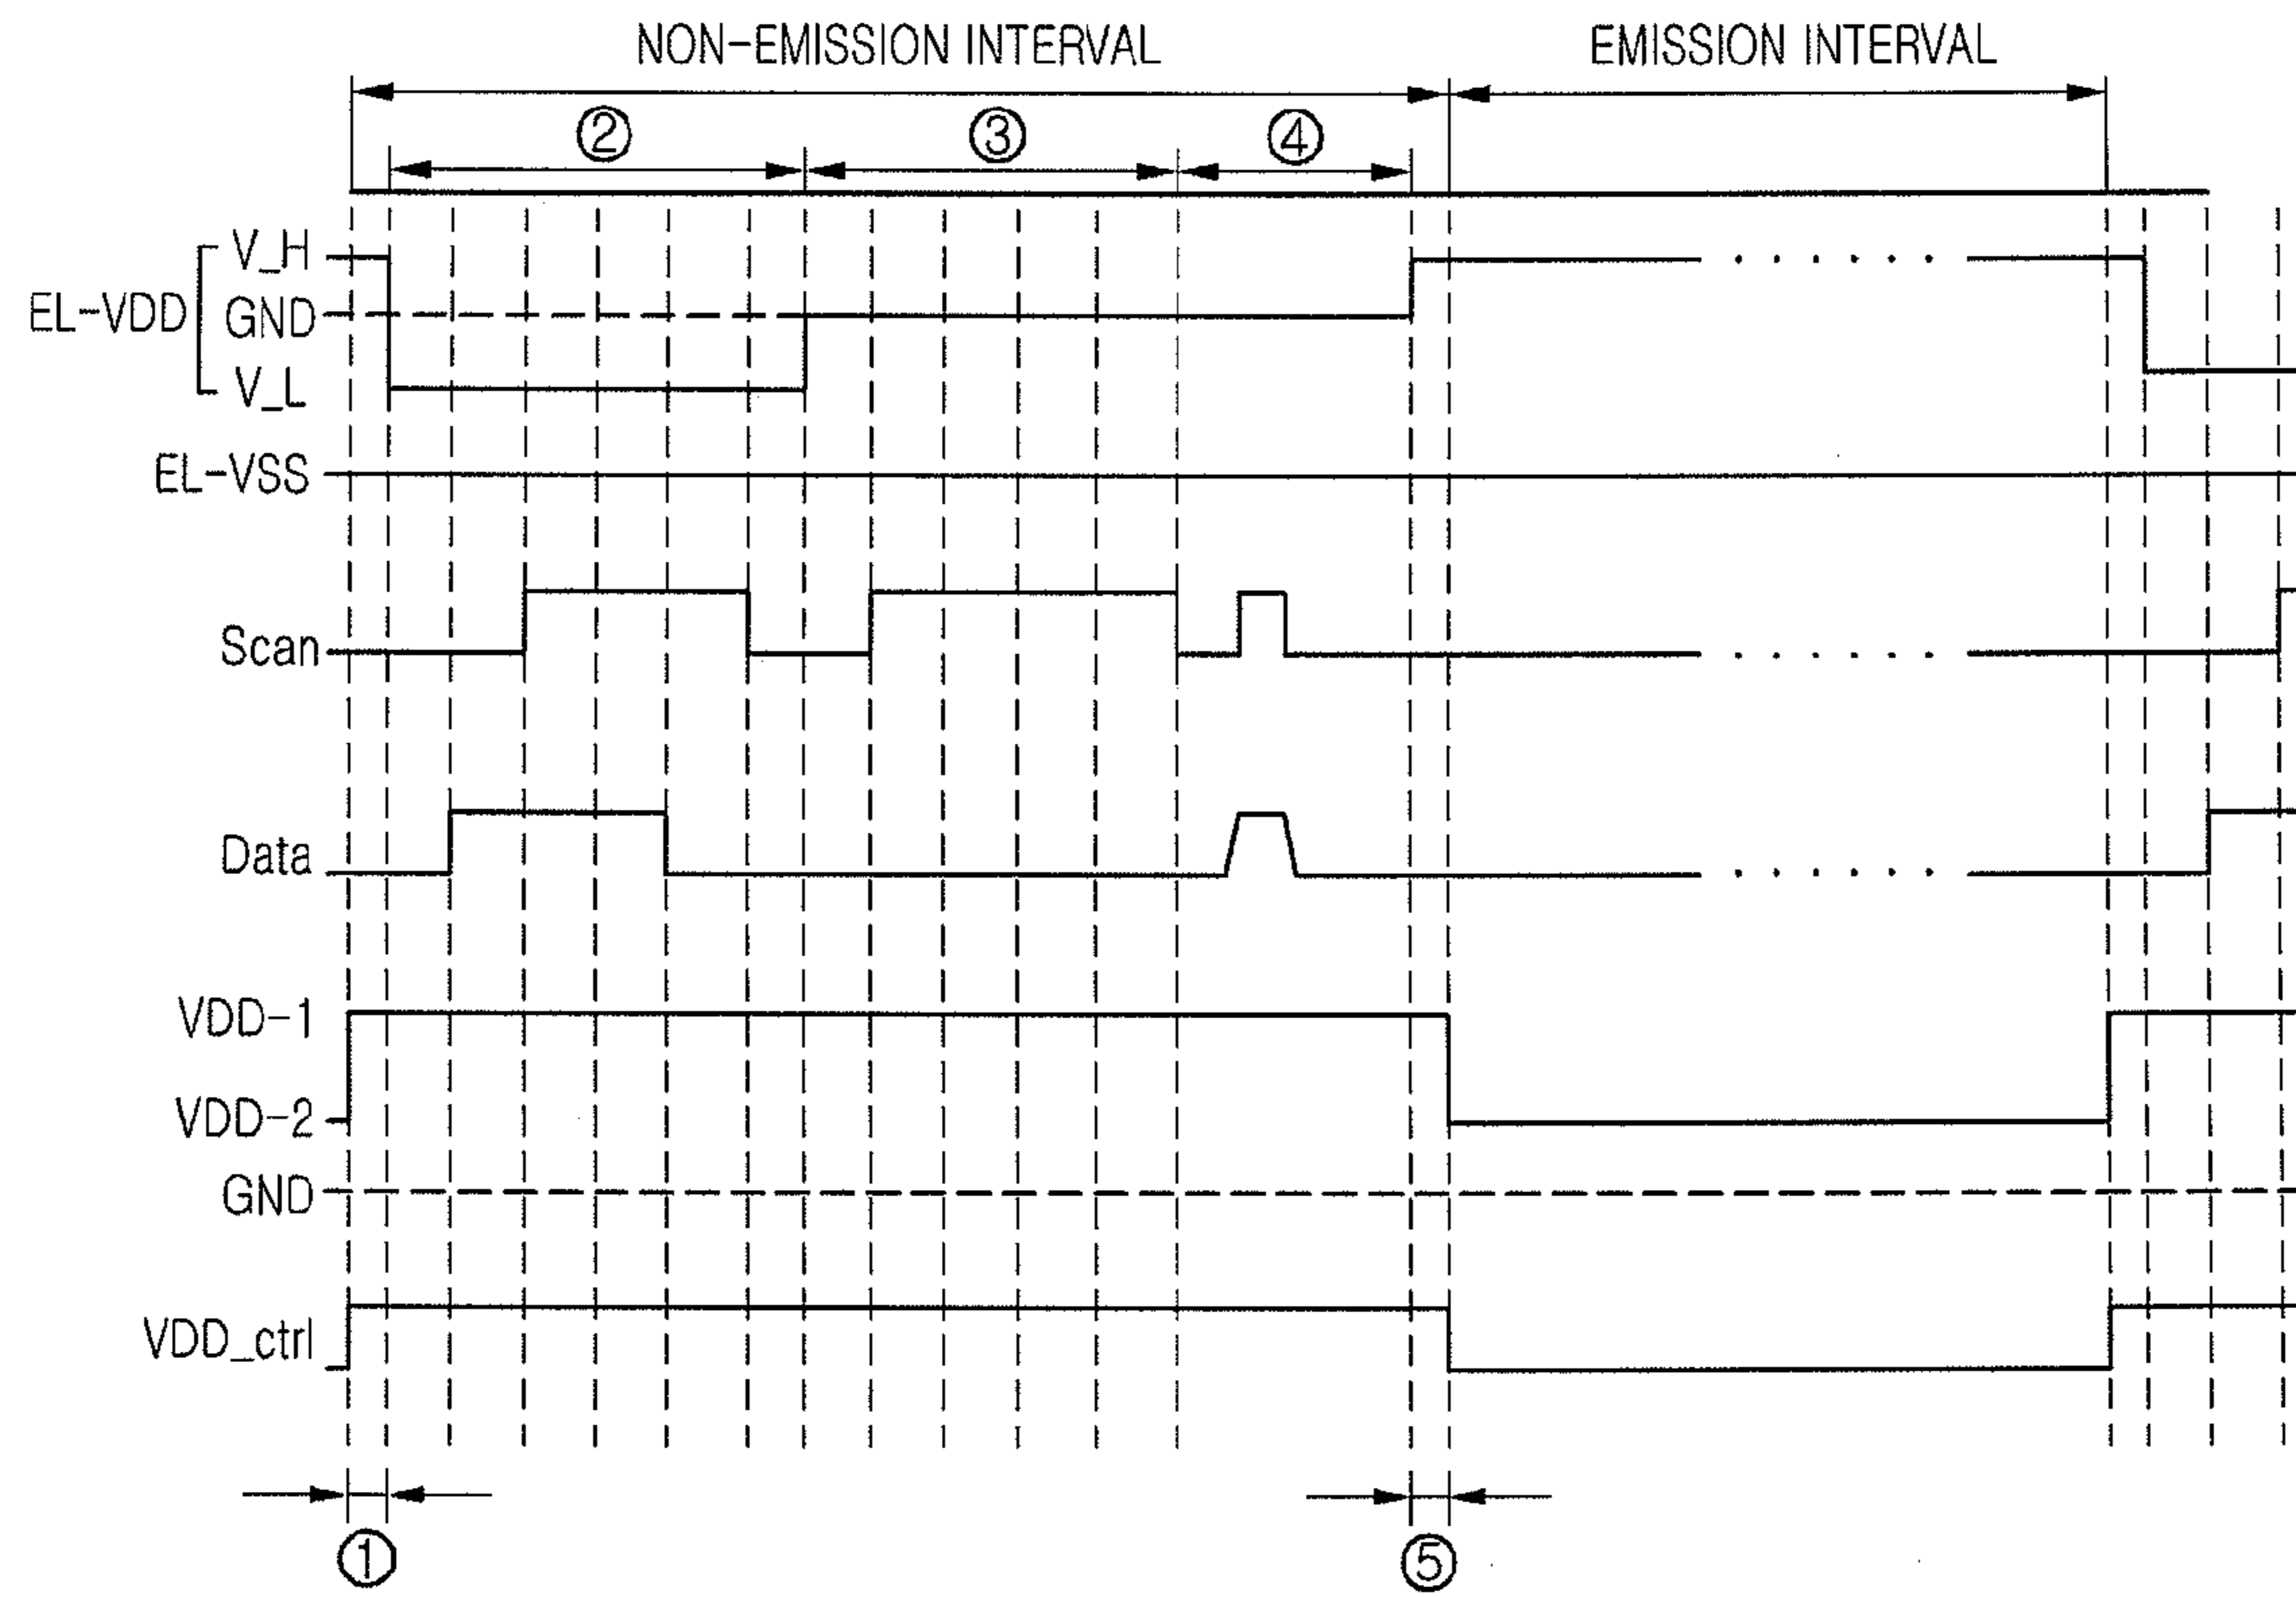 NON-EMISSION INTERVAL EMISSION INTERVAL
② ③ ④
V_H
EL-VDD GND
V_L
EL-VSS
Scan
Data
VDD-1
VDD-2
GND
VDD_ctrl
① ⑤